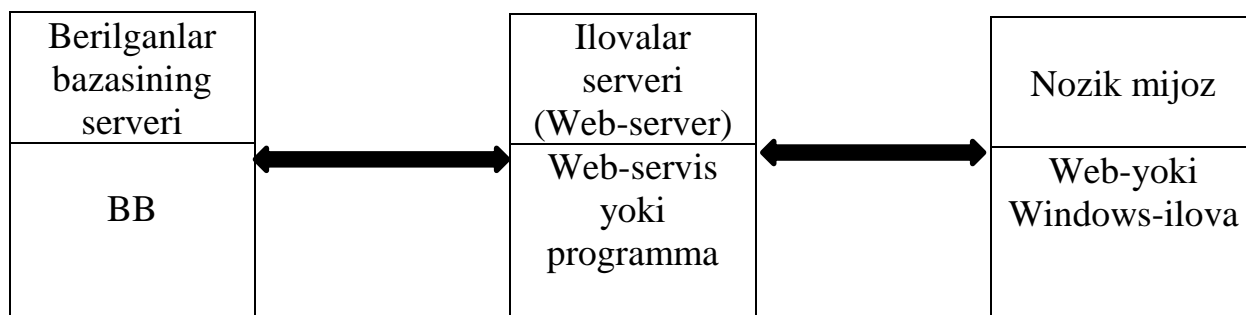 Berilganlar
bazasining
serveri
BB
Ilovalar
serveri
(Web-server)
Web-servis
yoki
programma
Nozik mijoz
Web-yoki
Windows-ilova